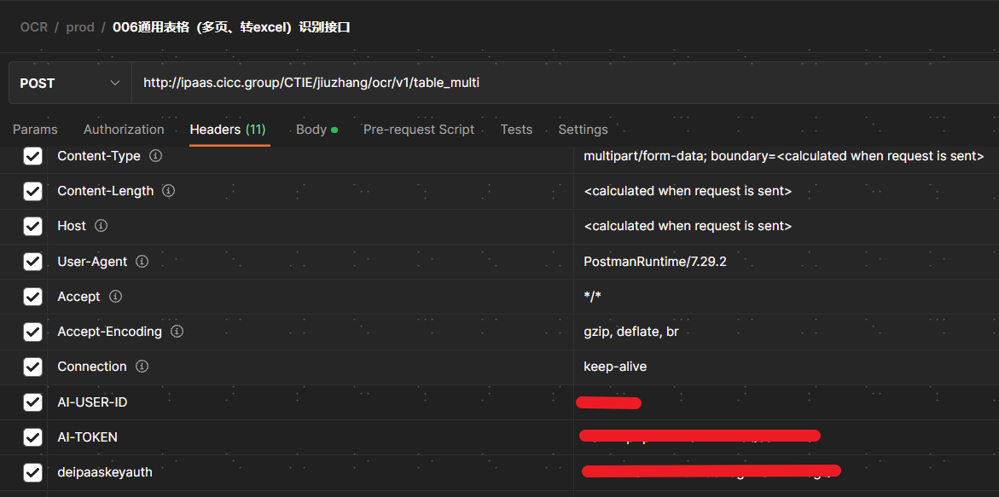 OCR / prod / 006通用表格（多页、转excel）识别接口
POST http://ipaas.cicc.group/CTIE/jiuzhang/ocr/v1/table_multi
Params Authorization Headers (11) Body Pre-request Script Tests Settings
Content-Type multipart/form-data; boundary=<calculated when request is sent>
Content-Length <calculated when request is sent>
Host <calculated when request is sent>
User-Agent PostmanRuntime/7.29.2
Accept */*
Accept-Encoding gzip, deflate, br
Connection keep-alive
AI-USER-ID
AI-TOKEN
deipaaskeyauth